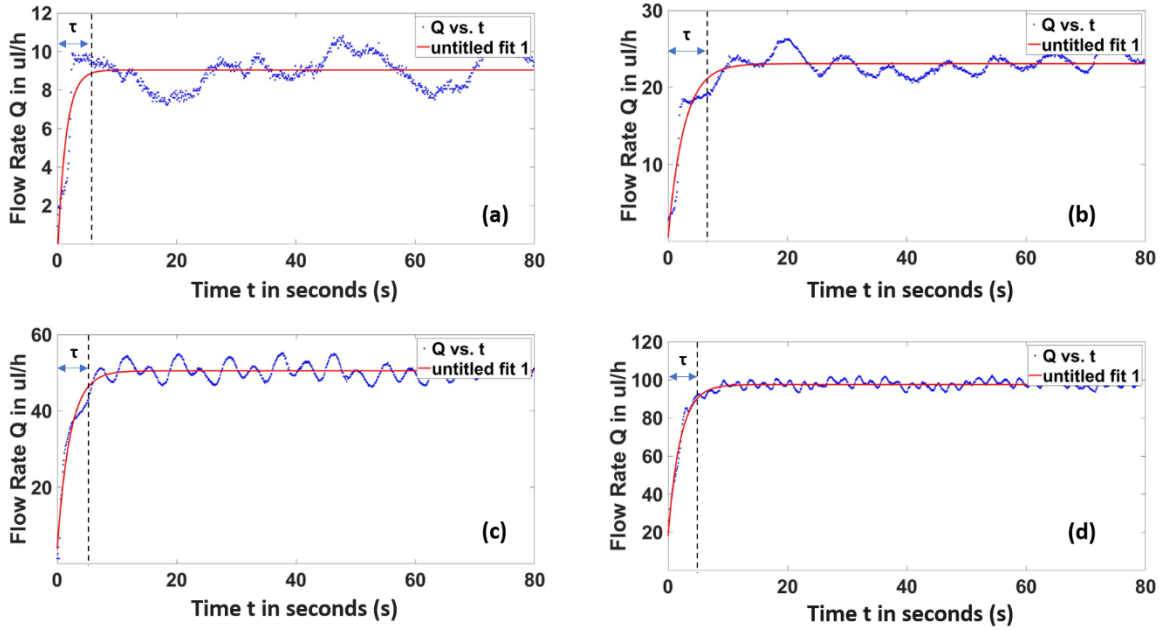 12
10
8
6
4
2
0
20
40
60
80
τ
Q vs. t
untitled fit 1
(a)
Flow Rate Q in ul/h
Time t in seconds (s)
30
20
10
0
20
40
60
80
τ
Q vs. t
untitled fit 1
(b)
Flow Rate Q in ul/h
Time t in seconds (s)
60
40
20
0
20
40
60
80
τ
Q vs. t
untitled fit 1
(c)
Flow Rate Q in ul/h
Time t in seconds (s)
120
100
80
60
40
20
0
20
40
60
80
τ
Q vs. t
untitled fit 1
(d)
Flow Rate Q in ul/h
Time t in seconds (s)